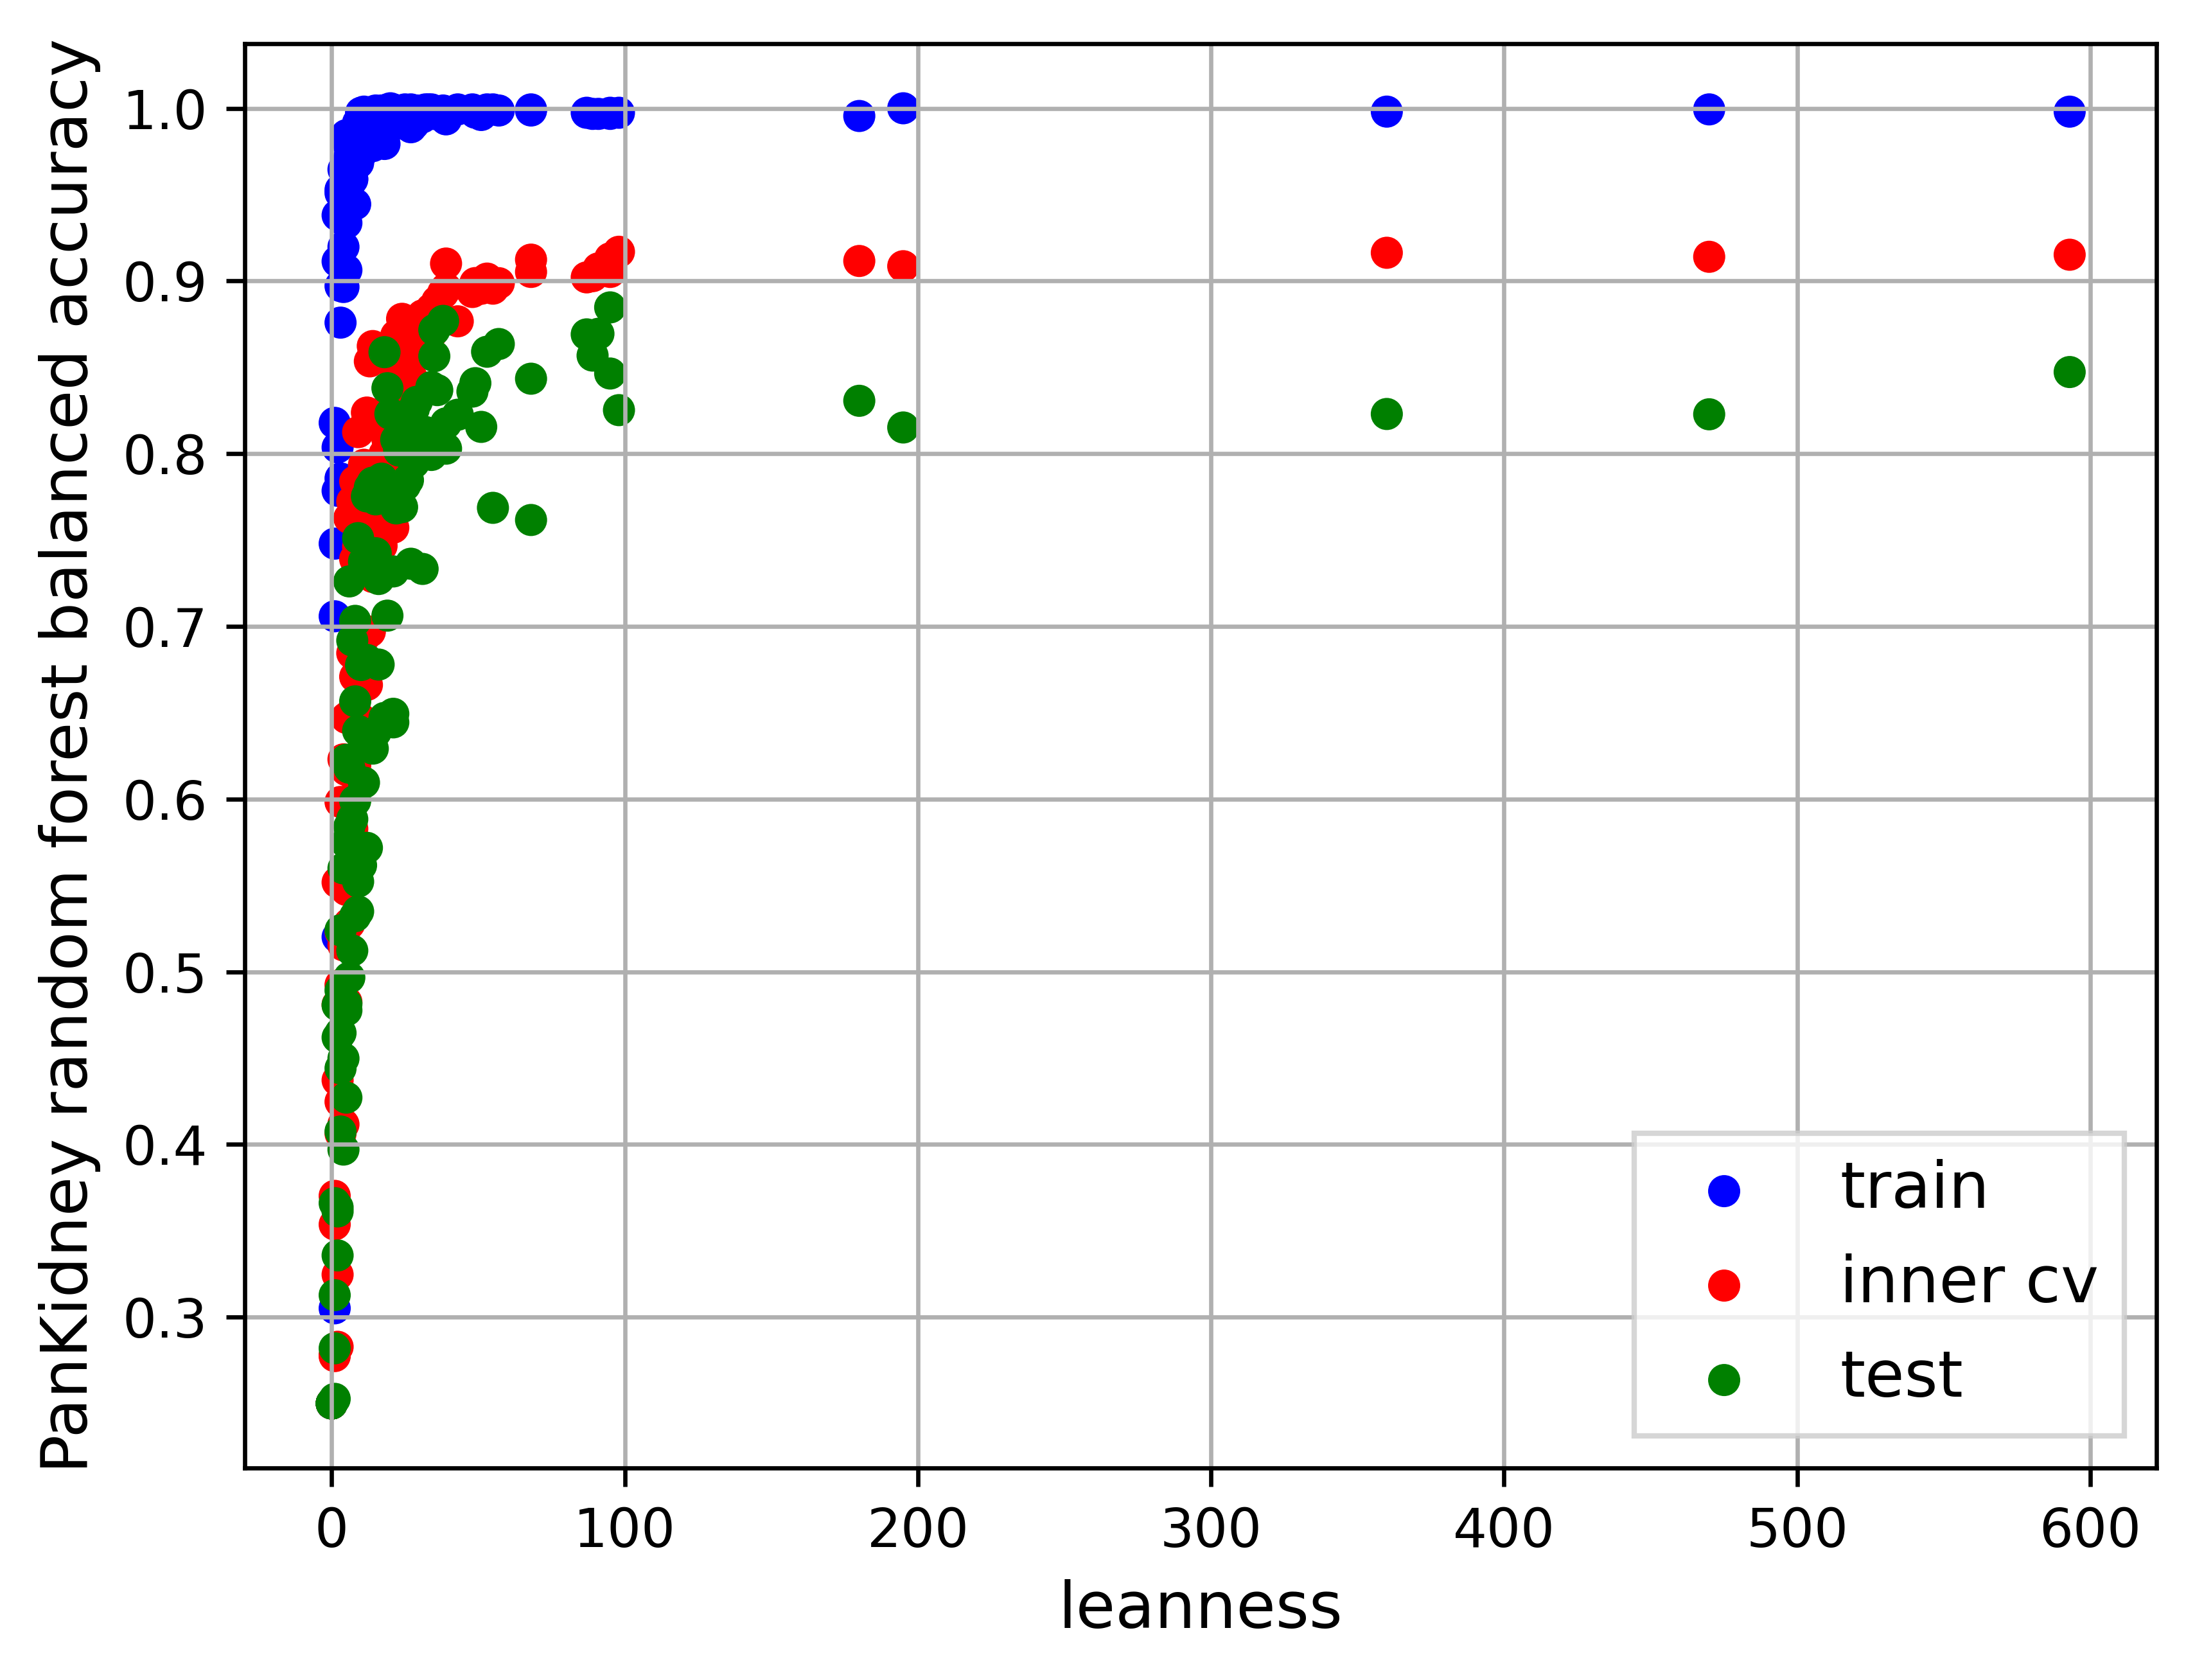 PanKidney random forest balanced accuracy
1.0
0.9
0.8
0.7
0.6
0.5
0.4
0.3
train
inner cv
test
0 100 200 300 400 500 600
leanness